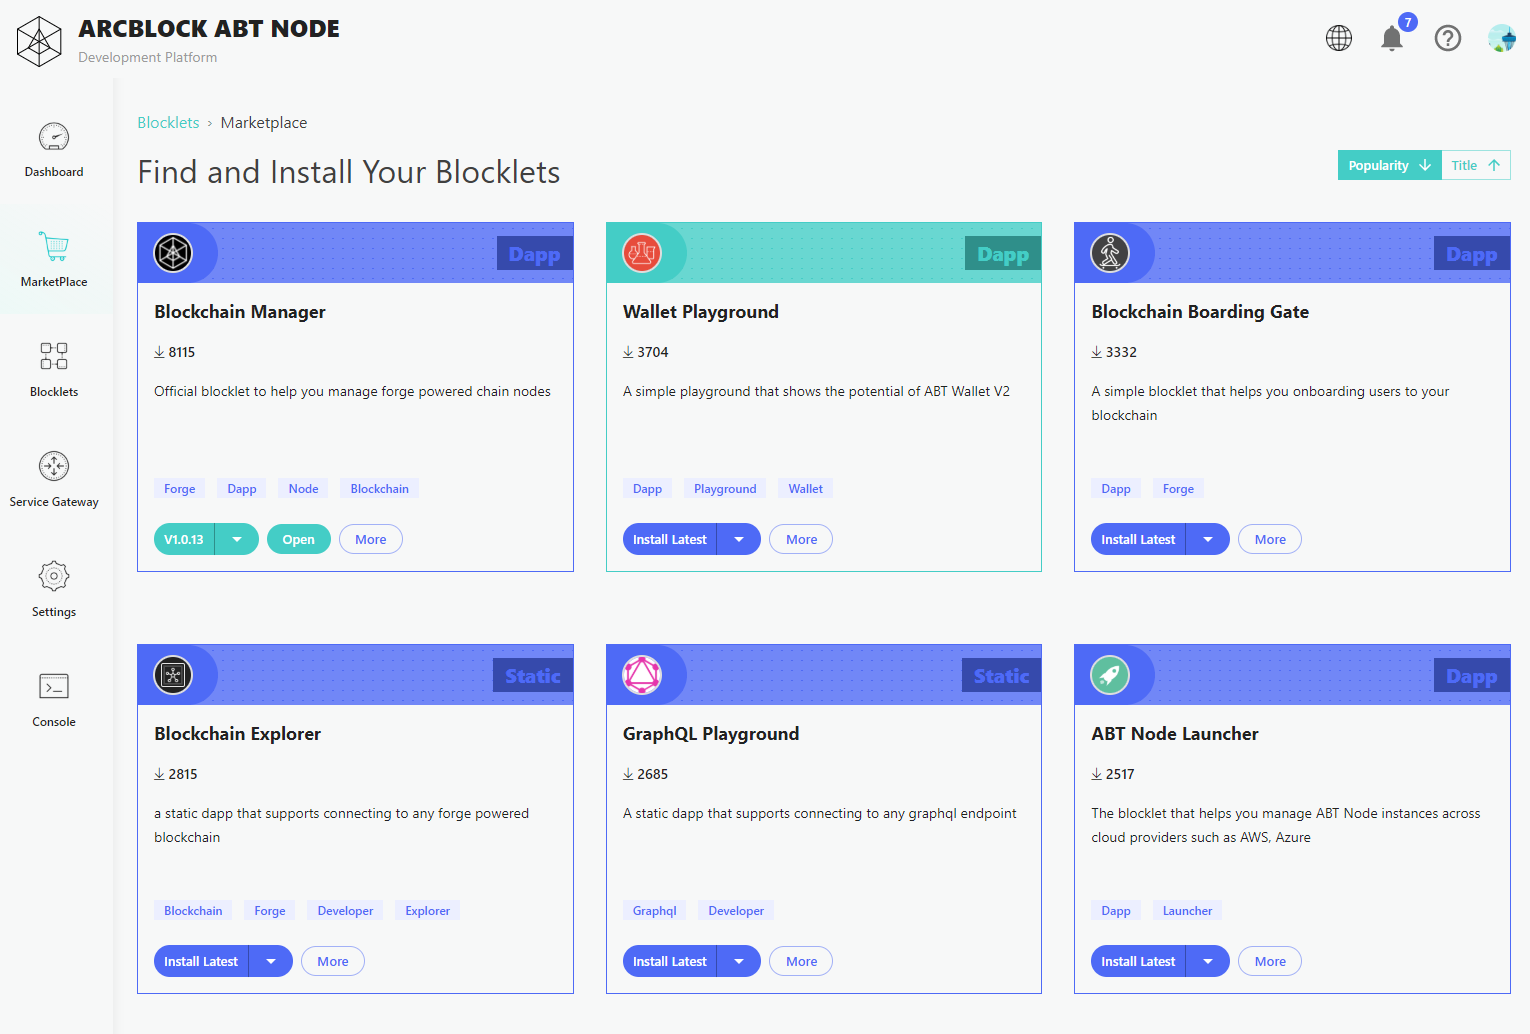 ARCBLOCK ABT NODE
Development Platform
7
Dashboard
MarketPlace
Blocklets
Service Gateway
Settings
Console
Blocklets › Marketplace
Find and Install Your Blocklets
Popularity
Title
Dapp
Blockchain Manager
8115
Official blocklet to help you manage forge powered chain nodes
Forge Dapp Node Blockchain
V1.0.13 Open More
Dapp
Wallet Playground
3704
A simple playground that shows the potential of ABT Wallet V2
Dapp Playground Wallet
Install Latest More
Dapp
Blockchain Boarding Gate
3332
A simple blocklet that helps you onboarding users to your
blockchain
Dapp Forge
Install Latest More
Static
Blockchain Explorer
2815
a static dapp that supports connecting to any forge powered
blockchain
Blockchain Forge Developer Explorer
Install Latest More
Static
GraphQL Playground
2685
A static dapp that supports connecting to any graphql endpoint
Graphql Developer
Install Latest More
Dapp
ABT Node Launcher
2517
The blocklet that helps you manage ABT Node instances across
cloud providers such as AWS, Azure
Dapp Launcher
Install Latest More